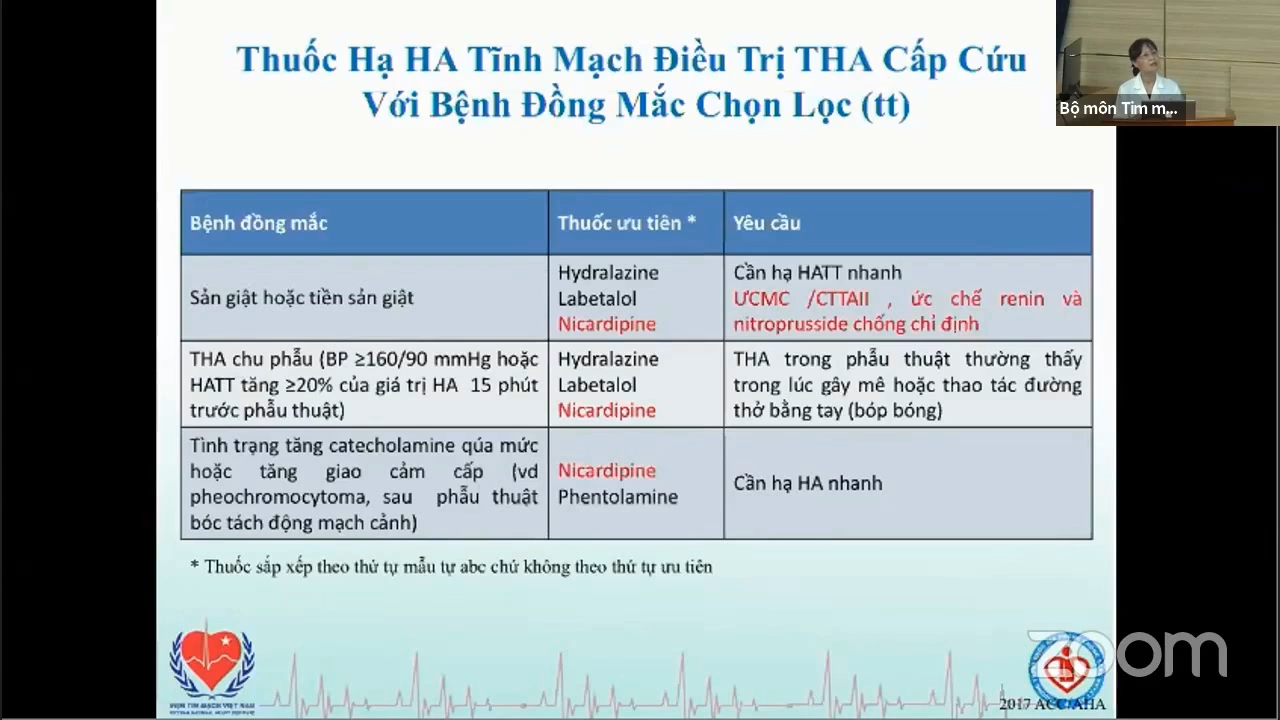 Thuốc Hạ HA Tĩnh Mạch Điều Trị THA Cấp Cứu
Với Bệnh Đồng Mắc Chọn Lọc (tt)
Bộ môn Tim m...
Bệnh đồng mắc
Thuốc ưu tiên *
Yêu cầu
Sản giật hoặc tiền sản giật
Hydralazine
Labetalol
Nicardipine
Cần hạ HATT nhanh
ƯCMC /CTTAII , ức chế renin và
nitroprusside chống chỉ định
THA chu phẫu (BP ≥160/90 mmHg hoặc
HATT tăng ≥20% của giá trị HA 15 phút
trước phẫu thuật)
Hydralazine
Labetalol
Nicardipine
THA trong phẫu thuật thường thấy
trong lúc gây mê hoặc thao tác đường
thở bằng tay (bóp bóng)
Tình trạng tăng catecholamine qúa mức
hoặc tăng giao cảm cấp (vd
pheochromocytoma, sau phẫu thuật
bóc tách động mạch cảnh)
Nicardipine
Phentolamine
Cần hạ HA nhanh
* Thuốc sắp xếp theo thứ tự mẫu tự abc chứ không theo thứ tự ưu tiên
zoom
2017 ACC/AHA